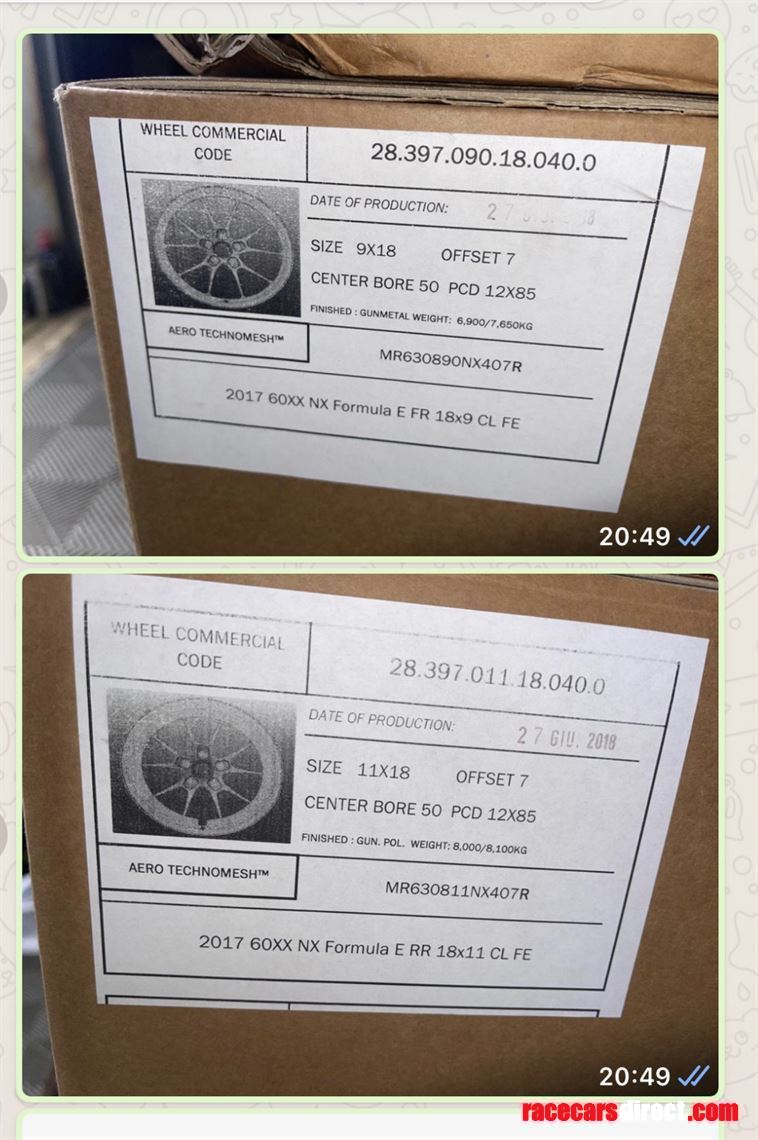 WHEEL COMMERCIAL
CODE
28.397.090.18.040.0
DATE OF PRODUCTION:
27 2018
SIZE 9X18 OFFSET 7
CENTER BORE 50 PCD 12X85
FINISHED : GUNMETAL WEIGHT: 6,900/7,650KG
AERO TECHNOMESH™
MR630890NX407R
2017 60XX NX Formula E FR 18x9 CL FE
20:49
WHEEL COMMERCIAL
CODE
28.397.011.18.040.0
DATE OF PRODUCTION:
27 GIU. 2018
SIZE 11X18 OFFSET 7
CENTER BORE 50 PCD 12X85
FINISHED : GUN. POL. WEIGHT: 8,000/8,100KG
AERO TECHNOMESH™
MR630811NX407R
2017 60XX NX Formula E RR 18x11 CL FE
20:49
racecarsdirect.com